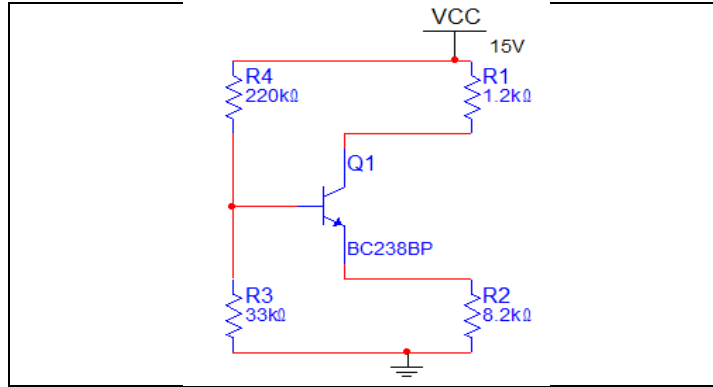 VCC
15V
R4
220kΩ
R1
1.2kΩ
Q1
BC238BP
R3
33kΩ
R2
8.2kΩ